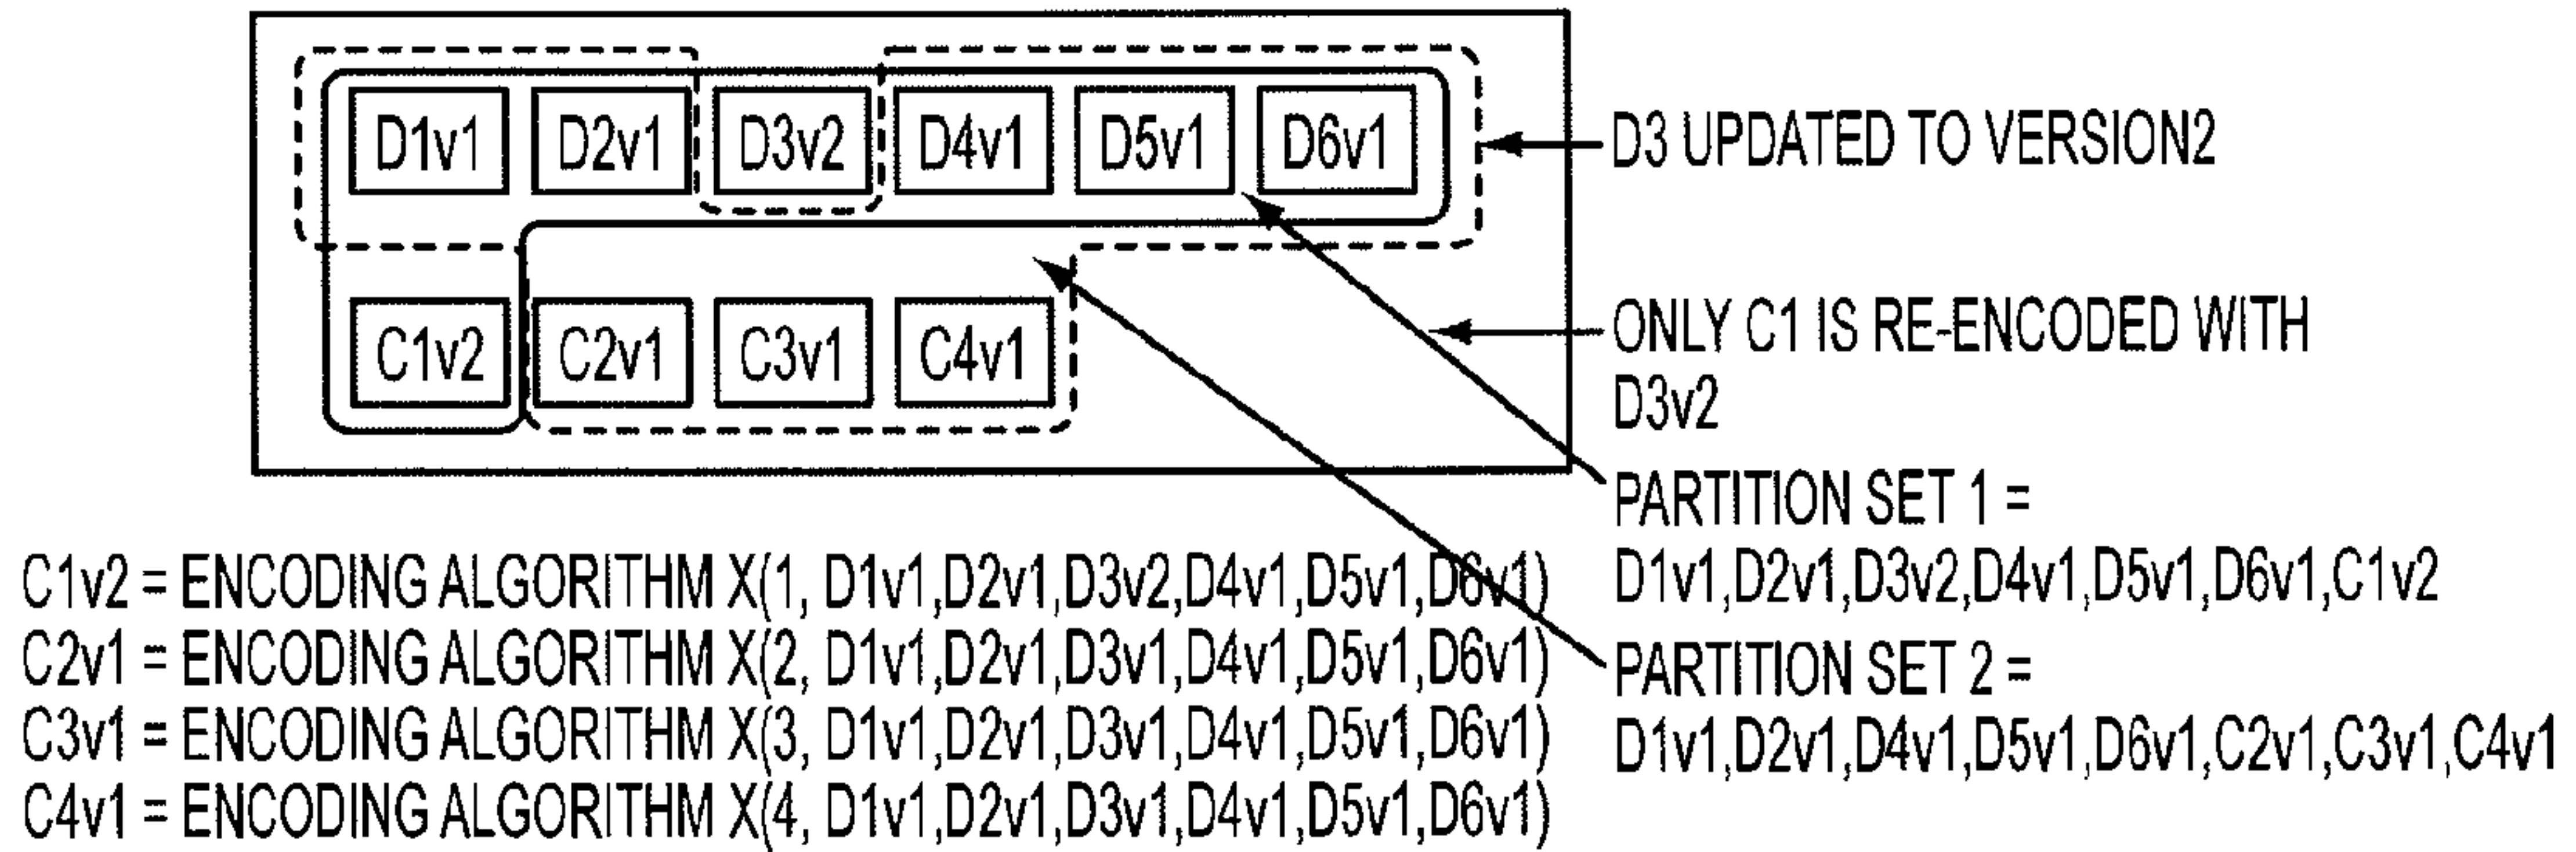 D1v1 D2v1 D3v2 D4v1 D5v1 D6v1
C1v2 C2v1 C3v1 C4v1
D3 UPDATED TO VERSION2
ONLY C1 IS RE-ENCODED WITH
D3v2
PARTITION SET 1 =
D1v1,D2v1,D3v2,D4v1,D5v1,D6v1,C1v2
PARTITION SET 2 =
D1v1,D2v1,D4v1,D5v1,D6v1,C2v1,C3v1,C4v1
C1v2 = ENCODING ALGORITHM X(1, D1v1,D2v1,D3v2,D4v1,D5v1,D6v1)
C2v1 = ENCODING ALGORITHM X(2, D1v1,D2v1,D3v1,D4v1,D5v1,D6v1)
C3v1 = ENCODING ALGORITHM X(3, D1v1,D2v1,D3v1,D4v1,D5v1,D6v1)
C4v1 = ENCODING ALGORITHM X(4, D1v1,D2v1,D3v1,D4v1,D5v1,D6v1)